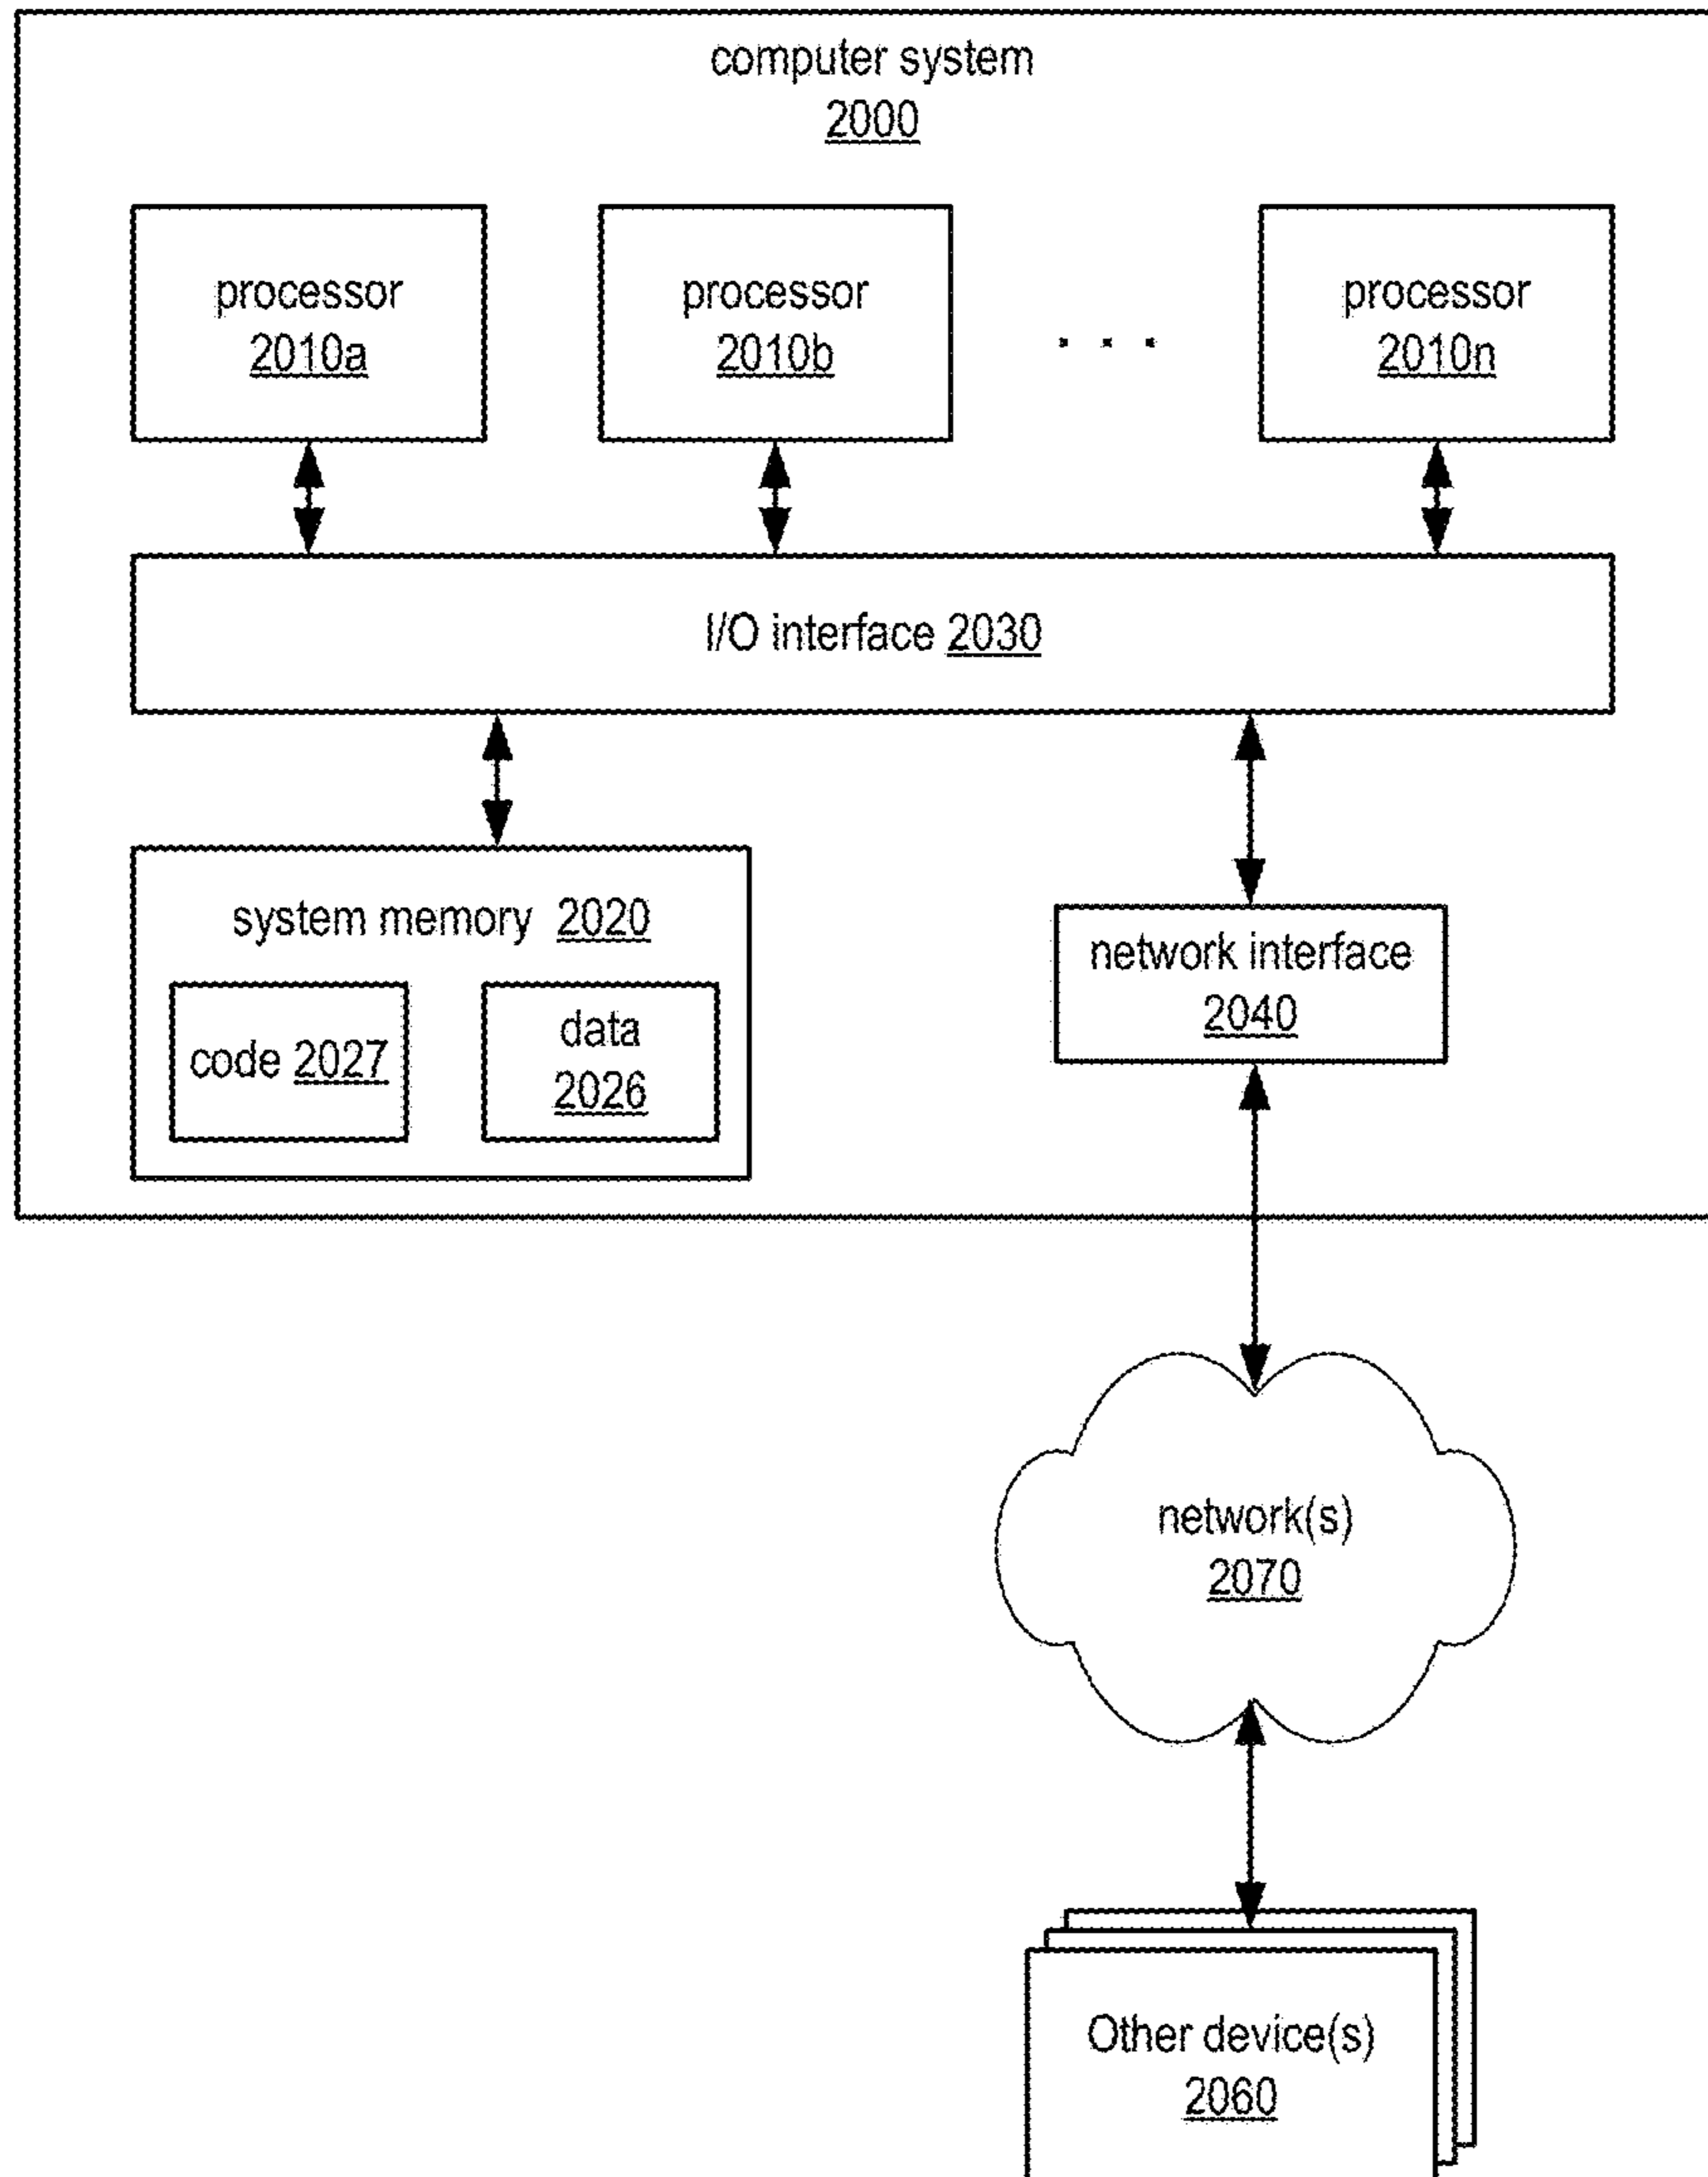 computer system
2000
processor
2010a
processor
2010b
. . .
processor
2010n
I/O interface 2030
system memory 2020
code 2027
data
2026
network interface
2040
network(s)
2070
Other device(s)
2060